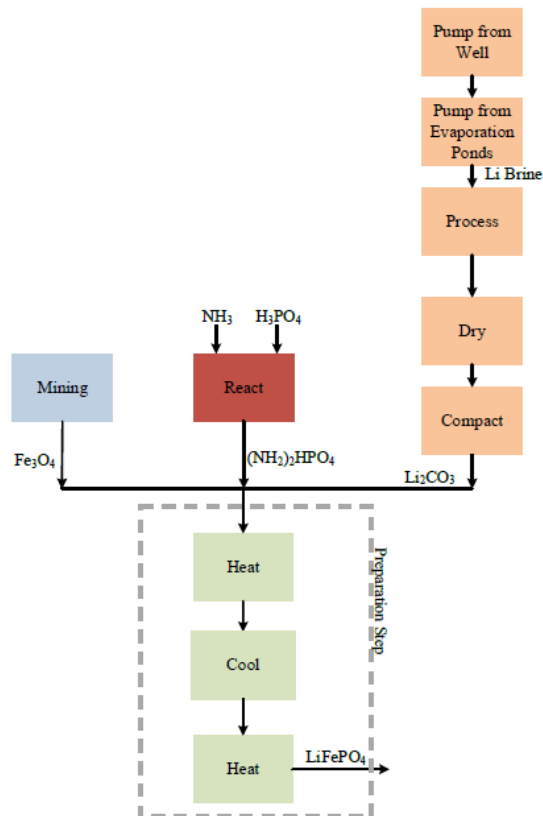 Pump from
Well
Pump from
Evaporation
Ponds
Li Brine
Process
Dry
Compact
Li₂CO₃
NH₃
H₃PO₄
React
(NH₂)₂HPO₄
Mining
Fe₃O₄
Preparation Step
Heat
Cool
Heat
LiFePO₄